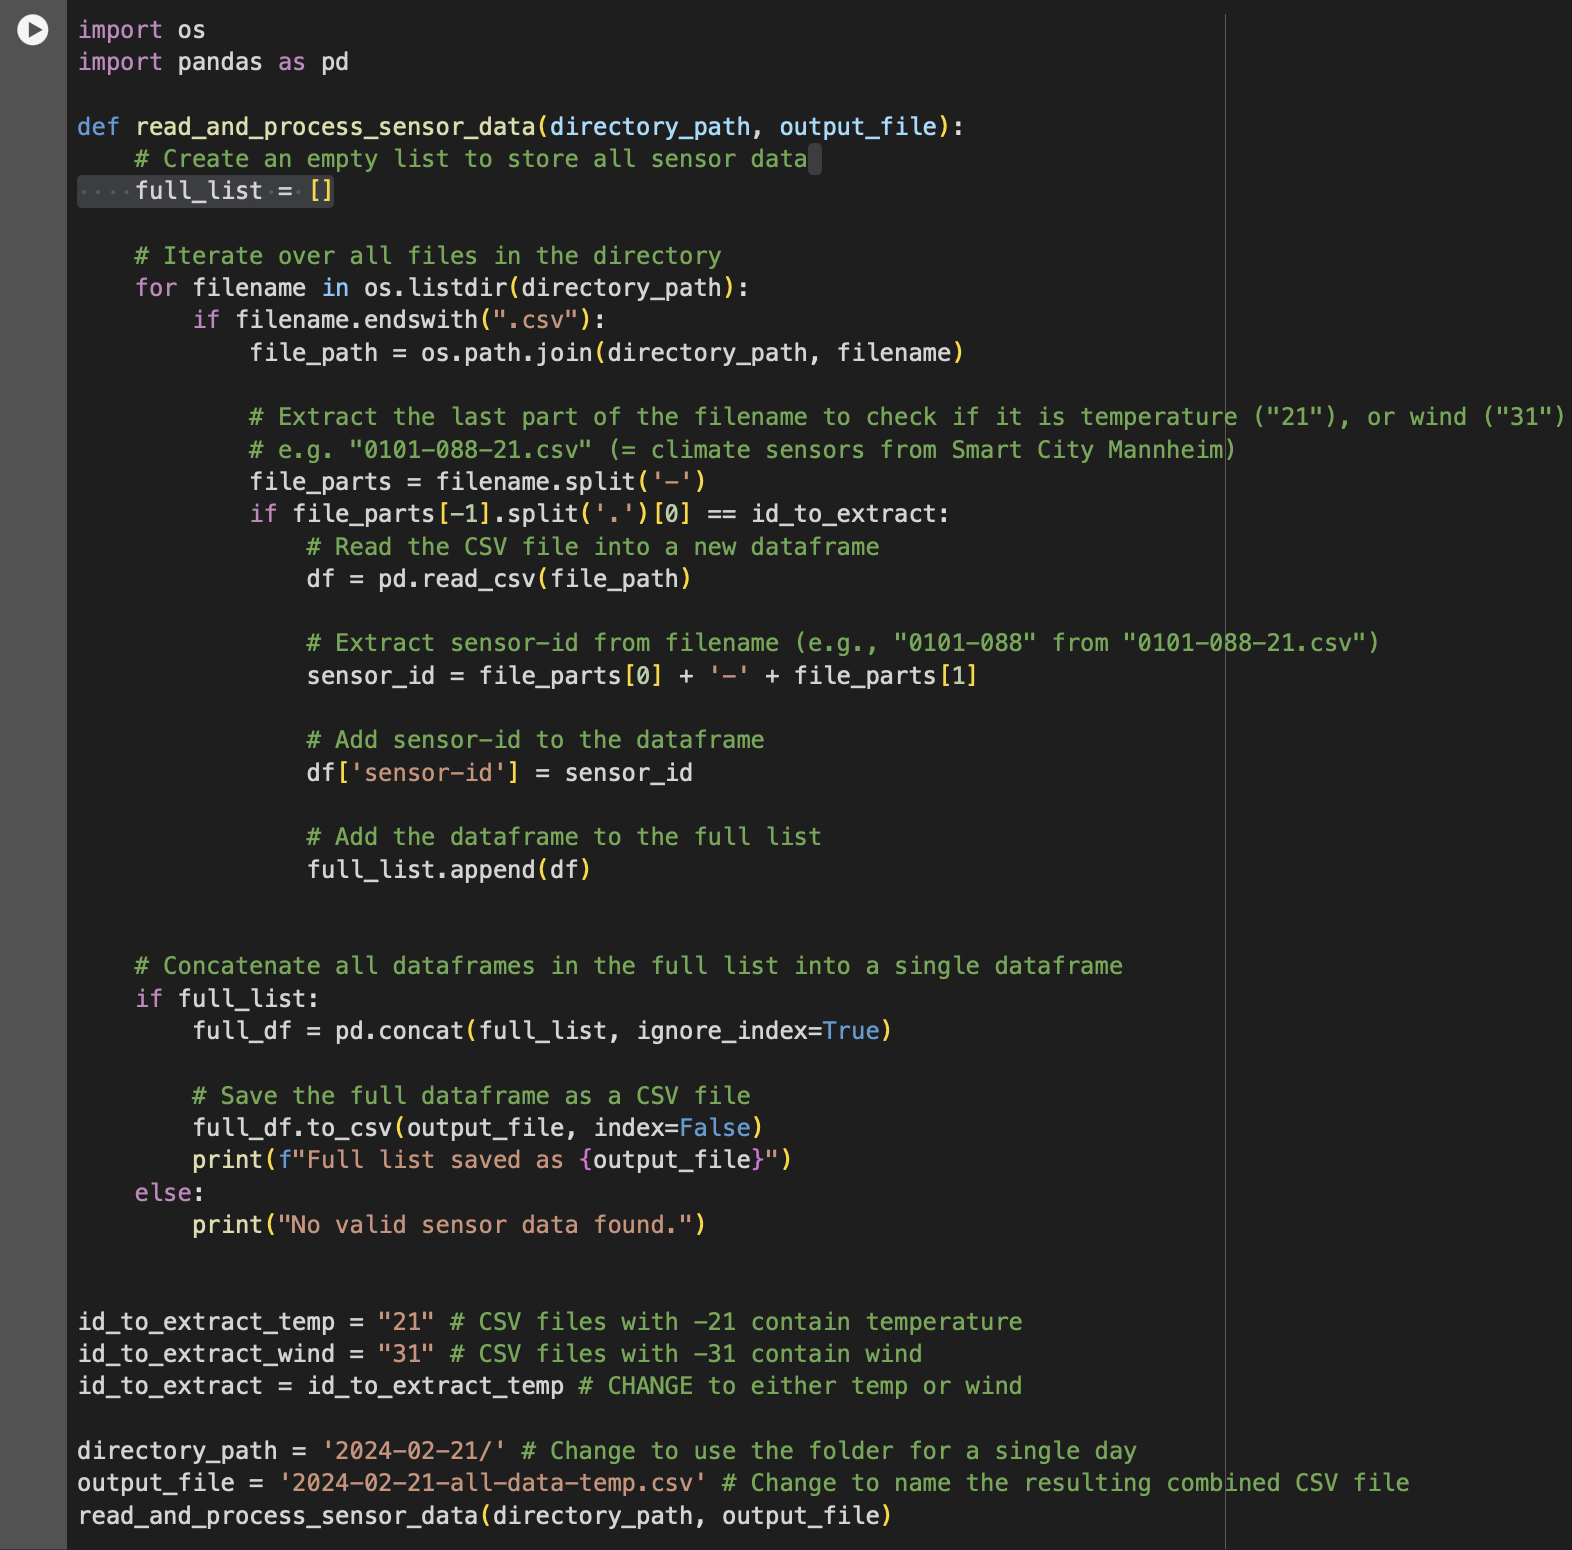 import os
import pandas as pd

def read_and_process_sensor_data(directory_path, output_file):
    # Create an empty list to store all sensor data
    full_list = []

    # Iterate over all files in the directory
    for filename in os.listdir(directory_path):
        if filename.endswith(".csv"):
            file_path = os.path.join(directory_path, filename)

            # Extract the last part of the filename to check if it is temperature ("21"), or wind ("31")
            # e.g. "0101-088-21.csv" (= climate sensors from Smart City Mannheim)
            file_parts = filename.split('-')
            if file_parts[-1].split('.')[0] == id_to_extract:
                # Read the CSV file into a new dataframe
                df = pd.read_csv(file_path)

                # Extract sensor-id from filename (e.g., "0101-088" from "0101-088-21.csv")
                sensor_id = file_parts[0] + '-' + file_parts[1]

                # Add sensor-id to the dataframe
                df['sensor-id'] = sensor_id

                # Add the dataframe to the full list
                full_list.append(df)


    # Concatenate all dataframes in the full list into a single dataframe
    if full_list:
        full_df = pd.concat(full_list, ignore_index=True)

        # Save the full dataframe as a CSV file
        full_df.to_csv(output_file, index=False)
        print(f"Full list saved as {output_file}")
    else:
        print("No valid sensor data found.")


id_to_extract_temp = "21" # CSV files with -21 contain temperature
id_to_extract_wind = "31" # CSV files with -31 contain wind
id_to_extract = id_to_extract_temp # CHANGE to either temp or wind

directory_path = '2024-02-21/' # Change to use the folder for a single day
output_file = '2024-02-21-all-data-temp.csv' # Change to name the resulting combined CSV file
read_and_process_sensor_data(directory_path, output_file)